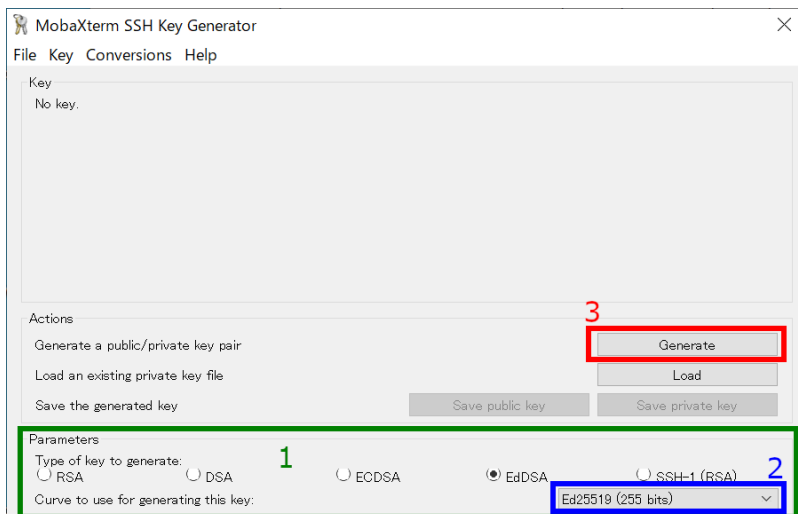 MobaXterm SSH Key Generator
File Key Conversions Help
Key
No key.
Actions
3
Generate a public/private key pair Generate
Load an existing private key file Load
Save the generated key Save public key Save private key
Parameters
Type of key to generate: 1
RSA DSA ECDSA EdDSA SSH-1 (RSA) 2
Curve to use for generating this key: Ed25519 (255 bits)